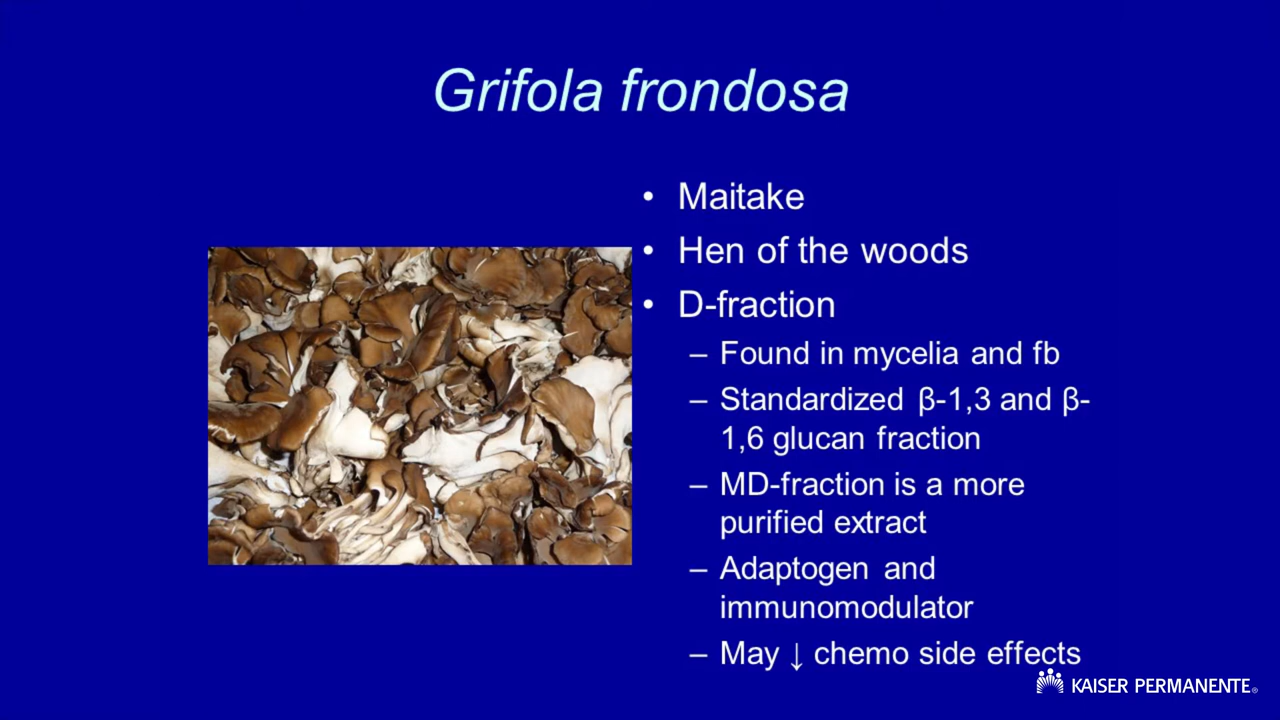 Grifola frondosa
• Maitake
• Hen of the woods
• D-fraction
– Found in mycelia and fb
– Standardized β-1,3 and β-
1,6 glucan fraction
– MD-fraction is a more
purified extract
– Adaptogen and
immunomodulator
– May ↓ chemo side effects
KAISER PERMANENTE®